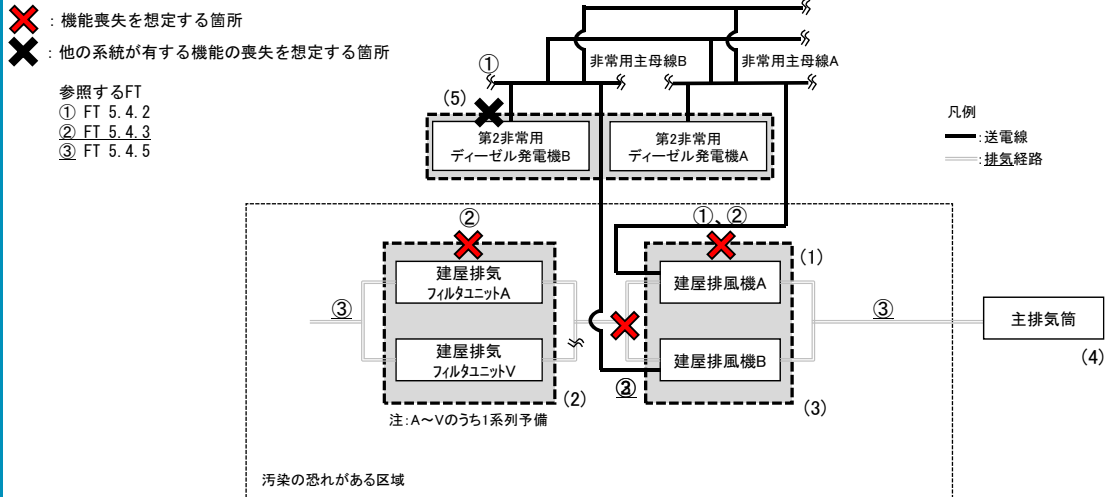 ：機能喪失を想定する箇所
：他の系統が有する機能の喪失を想定する箇所
参照するFT
① FT 5.4.2
② FT 5.4.3
③ FT 5.4.5
①
非常用主母線B
非常用主母線A
(5)
第2非常用
ディーゼル発電機B
第2非常用
ディーゼル発電機A
凡例
：送電線
：排気経路
②
①、②
(1)
建屋排気
フィルタユニットA
建屋排風機A
③
③
主排気筒
(4)
建屋排気
フィルタユニットV
建屋排風機B
(2)
(3)
注：A～Vのうち1系列予備
汚染の恐れがある区域